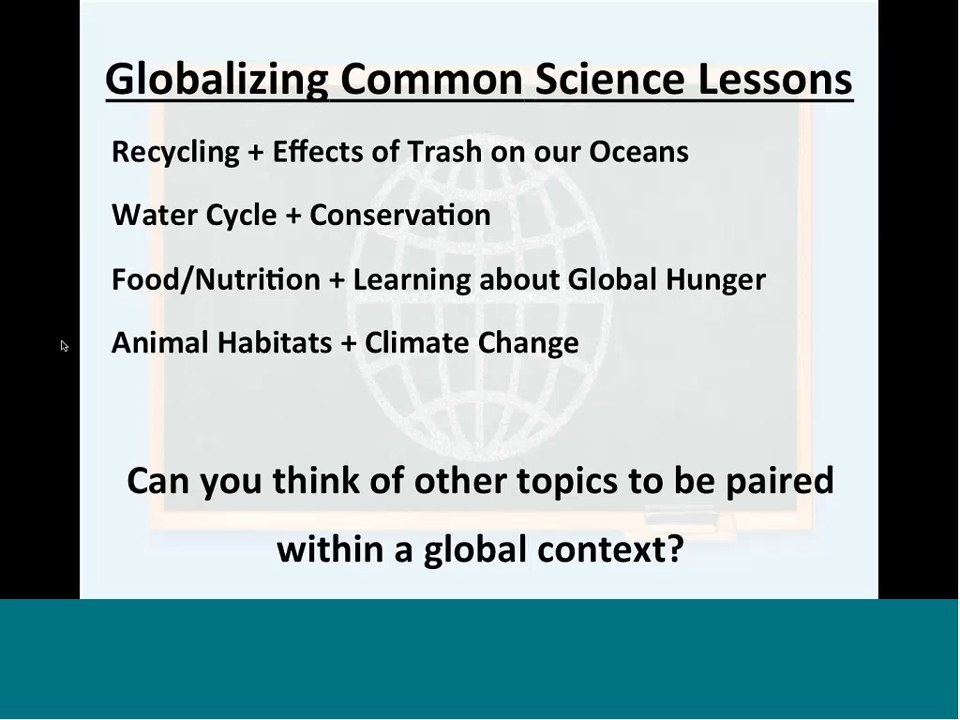 Globalizing Common Science Lessons
Recycling + Effects of Trash on our Oceans
Water Cycle + Conservation
Food/Nutrition + Learning about Global Hunger
Animal Habitats + Climate Change
Can you think of other topics to be paired
within a global context?